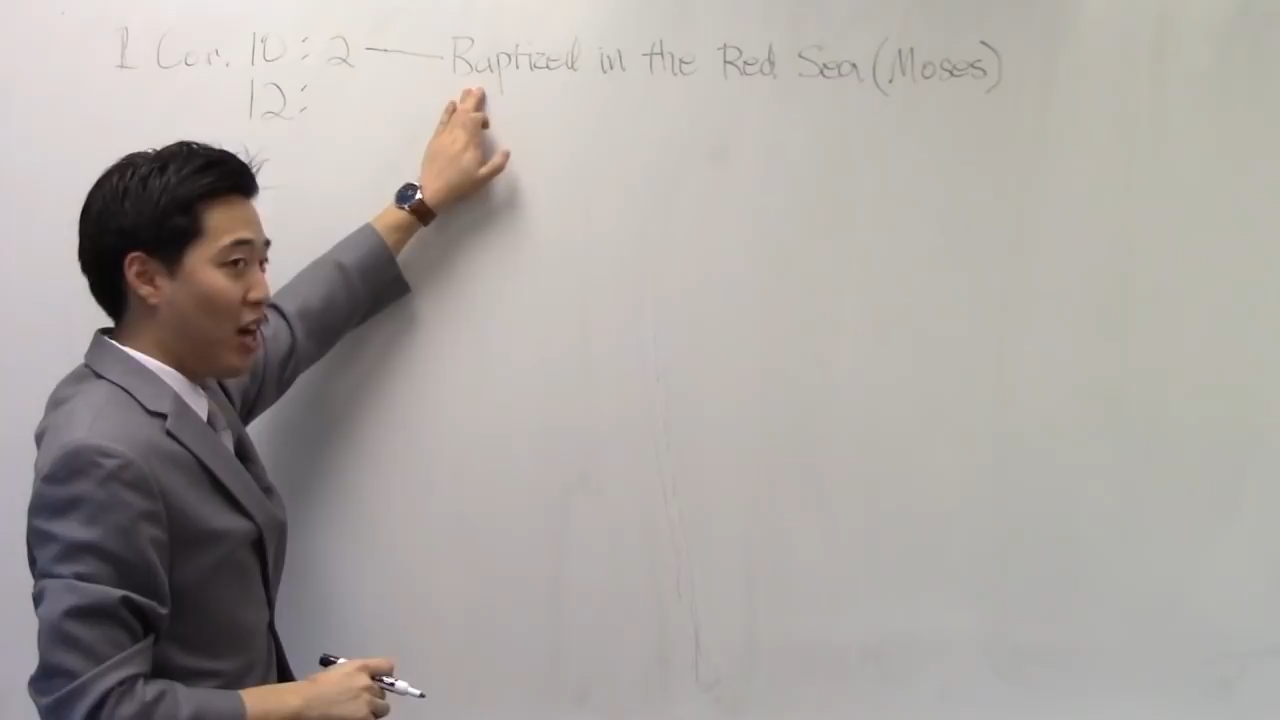 1 Cor. 10:2 — Baptized in the Red Sea (Moses)
12: